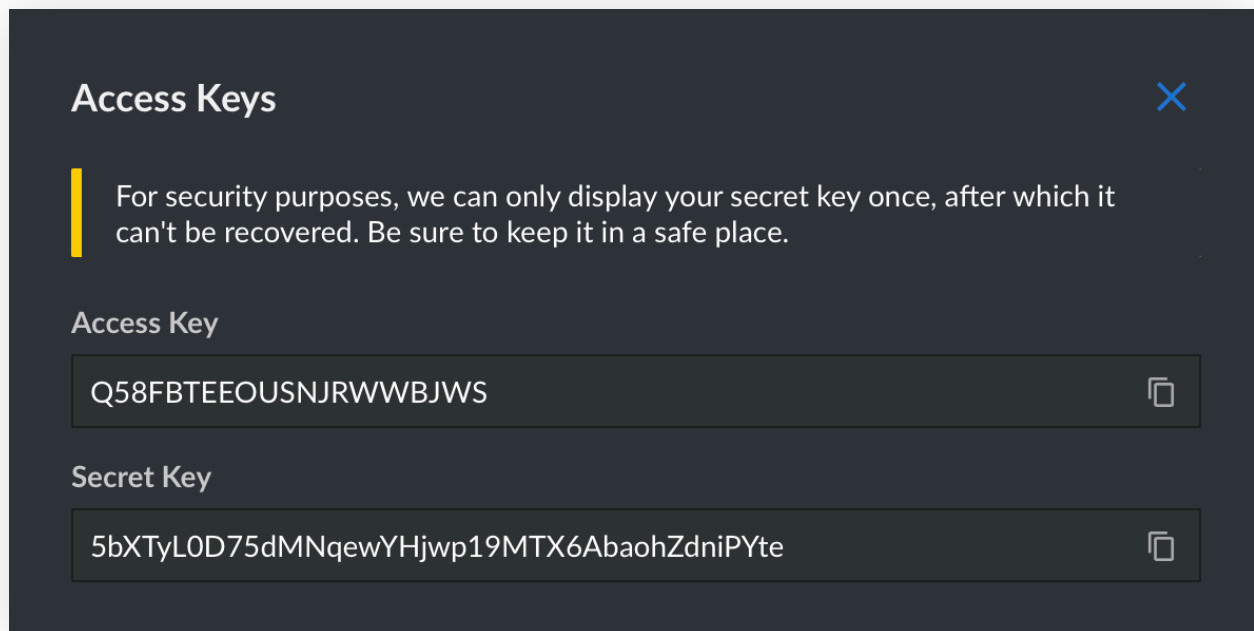 Access Keys
For security purposes, we can only display your secret key once, after which it
can't be recovered. Be sure to keep it in a safe place.
Access Key
Q58FBTEEOUSNJRWWBJWS
Secret Key
5bXTyL0D75dMNqewYHjwp19MTX6AbaohZdniPYte